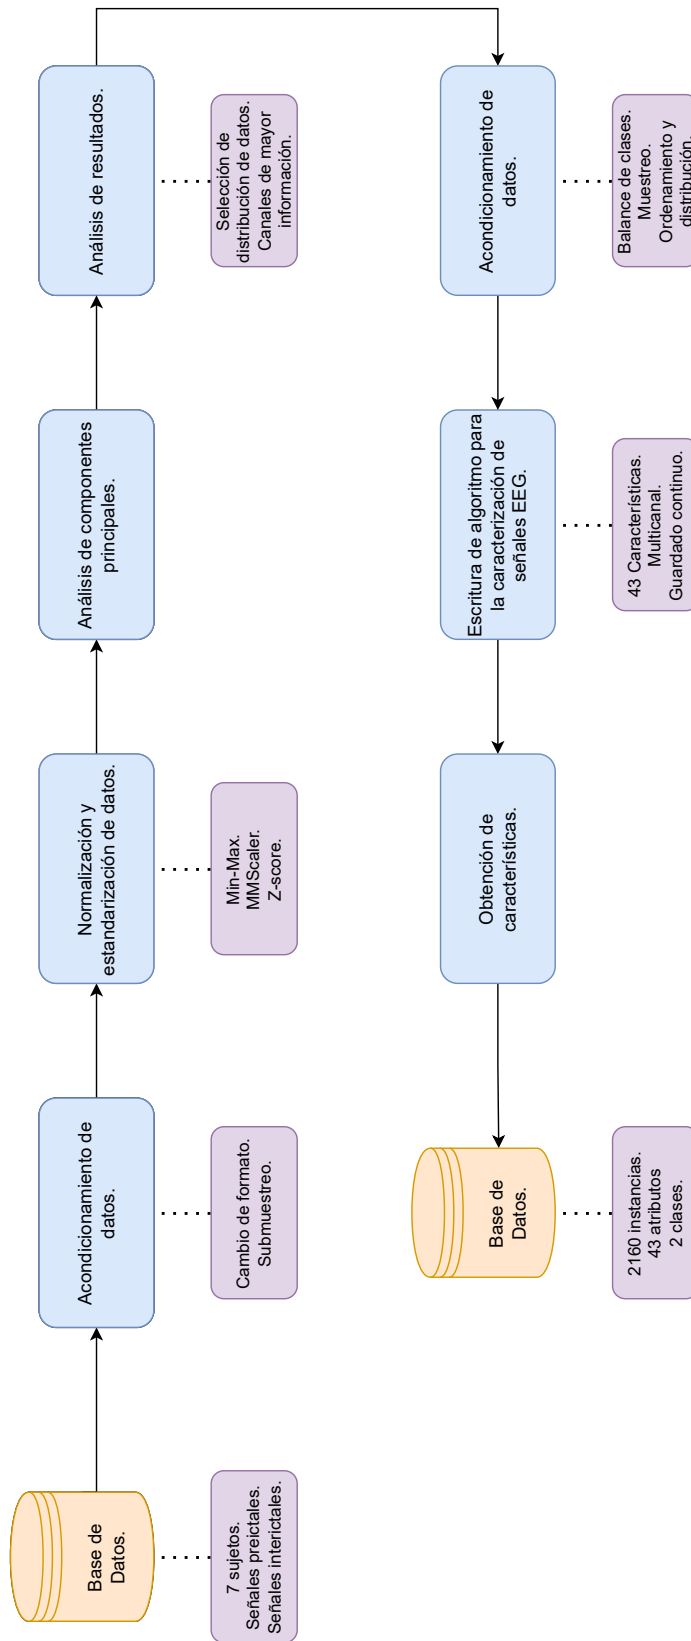 Base de
Datos.
7 sujetos.
Señales preictales.
Señales interictales.
Acondicionamiento de
datos.
Cambio de formato.
Submuestreo.
Normalización y
estandarización de datos.
Min-Max.
MMScaler.
Z-score.
Análisis de componentes
principales.
Análisis de resultados.
Selección de
distribución de datos.
Canales de mayor
información.
Acondicionamiento de
datos.
Balance de clases.
Muestreo.
Ordenamiento y
distribución.
Escritura de algoritmo para
la caracterización de
señales EEG.
43 Características.
Multicanal.
Guardado continuo.
Obtención de
características.
Base de
Datos.
2160 instancias.
43 atributos
2 clases.